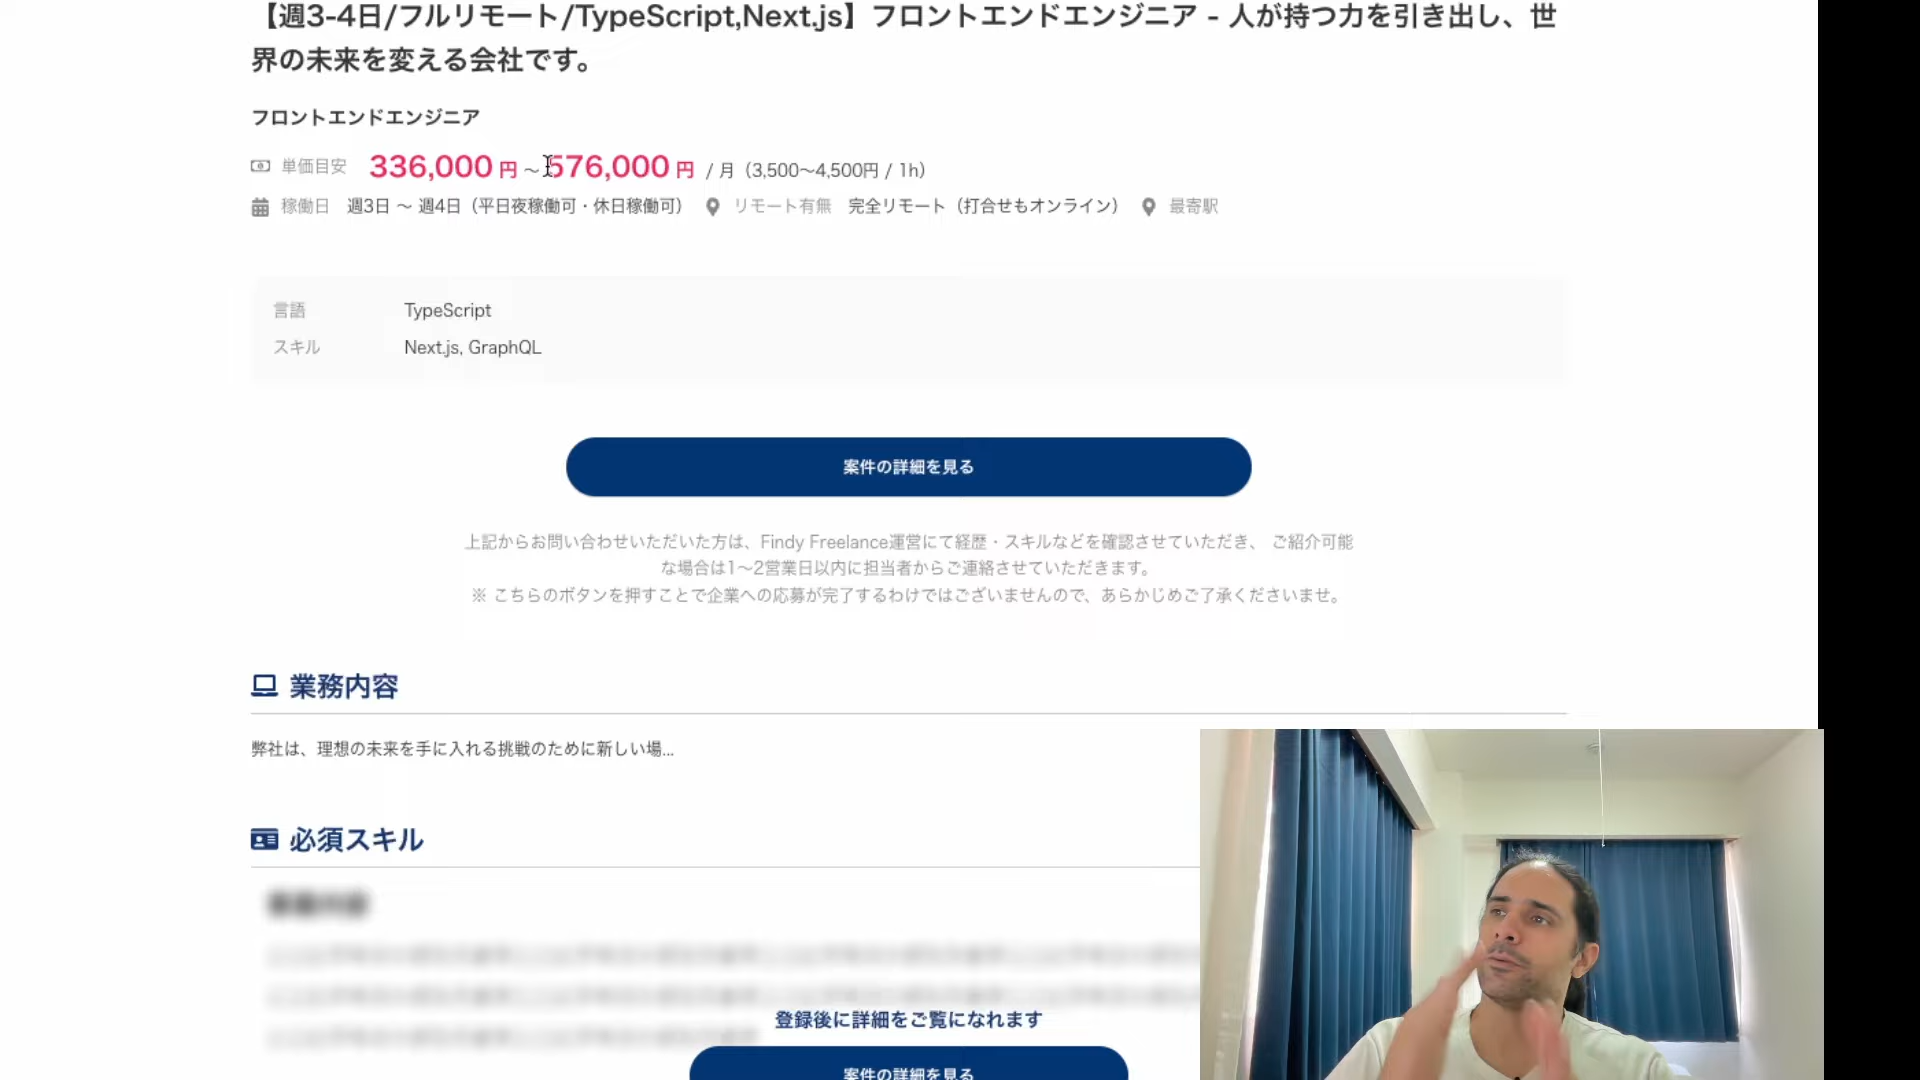 【週3-4日/フルリモート/TypeScript,Next.js】フロントエンドエンジニア - 人が持つ力を引き出し、世
界の未来を変える会社です。
フロントエンドエンジニア
単価目安 336,000 円 ～ 576,000 円 / 月（3,500〜4,500円 / 1h）
稼働日 週3日 〜 週4日（平日夜稼働可・休日稼働可） リモート有無 完全リモート（打合せもオンライン） 最寄駅
言語 TypeScript
スキル Next.js, GraphQL
案件の詳細を見る
上記からお問い合わせいただいた方は、Findy Freelance運営にて経歴・スキルなどを確認させていただき、 ご紹介可能
な場合は1〜2営業日以内に担当者からご連絡させていただきます。
※ こちらのボタンを押すことで企業への応募が完了するわけではございませんので、あらかじめご了承くださいませ。
業務内容
弊社は、理想の未来を手に入れる挑戦のために新しい場...
必須スキル
登録後に詳細をご覧になれます
案件の詳細を見る